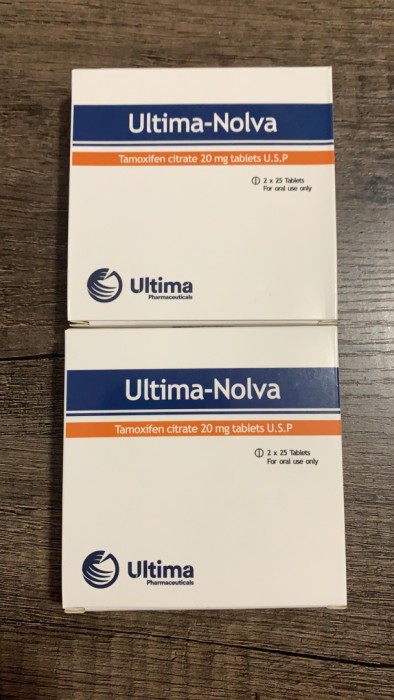 Ultima-Nolva
Tamoxifen citrate 20 mg tablets U.S.P
2 x 25 Tablets
For oral use only
Ultima
Pharmaceuticals
Ultima-Nolva
Tamoxifen citrate 20 mg tablets U.S.P
2 x 25 Tablets
For oral use only
Ultima
Pharmaceuticals